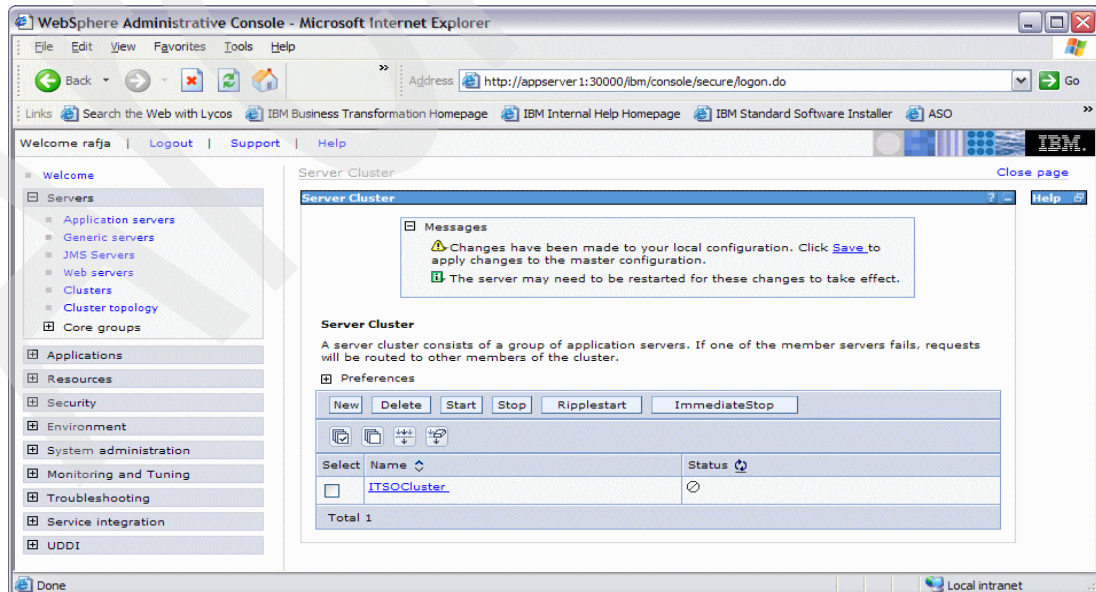 WebSphere Administrative Console - Microsoft Internet Explorer
File Edit View Favorites Tools Help
Back » Address http://appserver1:30000/ibm/console/secure/logon.do Go
Links Search the Web with Lycos IBM Business Transformation Homepage IBM Internal Help Homepage IBM Standard Software Installer ASO »
Welcome rafja | Logout | Support | Help IBM.
Welcome
Servers
Application servers
Generic servers
JMS Servers
Web servers
Clusters
Cluster topology
Core groups
Applications
Resources
Security
Environment
System administration
Monitoring and Tuning
Troubleshooting
Service integration
UDDI
Server Cluster Close page
Server Cluster ? Help
Messages
Changes have been made to your local configuration. Click Save to
apply changes to the master configuration.
The server may need to be restarted for these changes to take effect.
Server Cluster
A server cluster consists of a group of application servers. If one of the member servers fails, requests
will be routed to other members of the cluster.
Preferences
New Delete Start Stop Ripplestart ImmediateStop
Select Name Status
ITSOCluster
Total 1
Done Local intranet